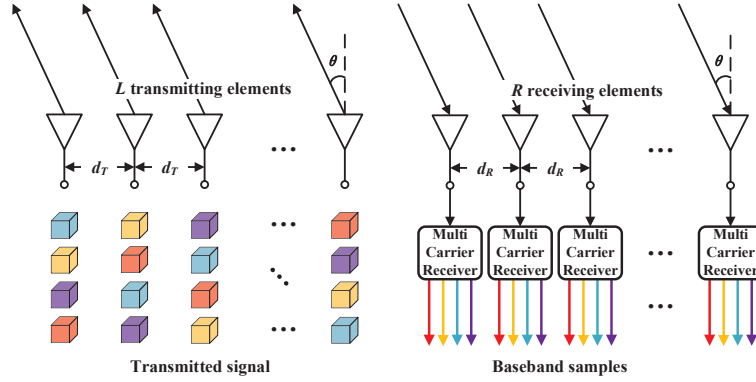 θ
L transmitting elements
d_T
d_T
Transmitted signal
θ
R receiving elements
d_R
d_R
Multi
Carrier
Receiver
Multi
Carrier
Receiver
Multi
Carrier
Receiver
Multi
Carrier
Receiver
Baseband samples